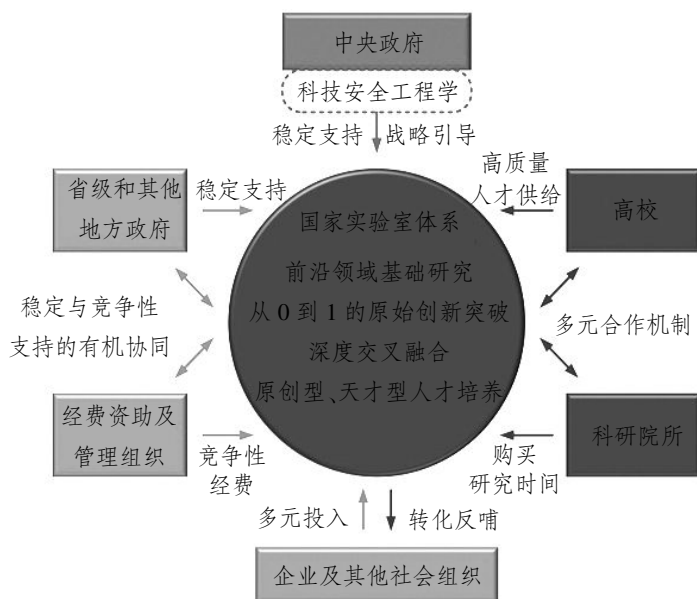 中央政府
科技安全工程学
稳定支持
战略引导
省级和其他
地方政府
稳定支持
高质量
人才供给
高校
国家实验室体系
前沿领域基础研究
从0到1的原始创新突破
深度交叉融合
原创型、天才型人才培养
稳定与竞争性
支持的有机协同
多元合作机制
经费资助及
管理组织
竞争性
经费
购买
研究时间
科研院所
多元投入
转化反哺
企业及其他社会组织